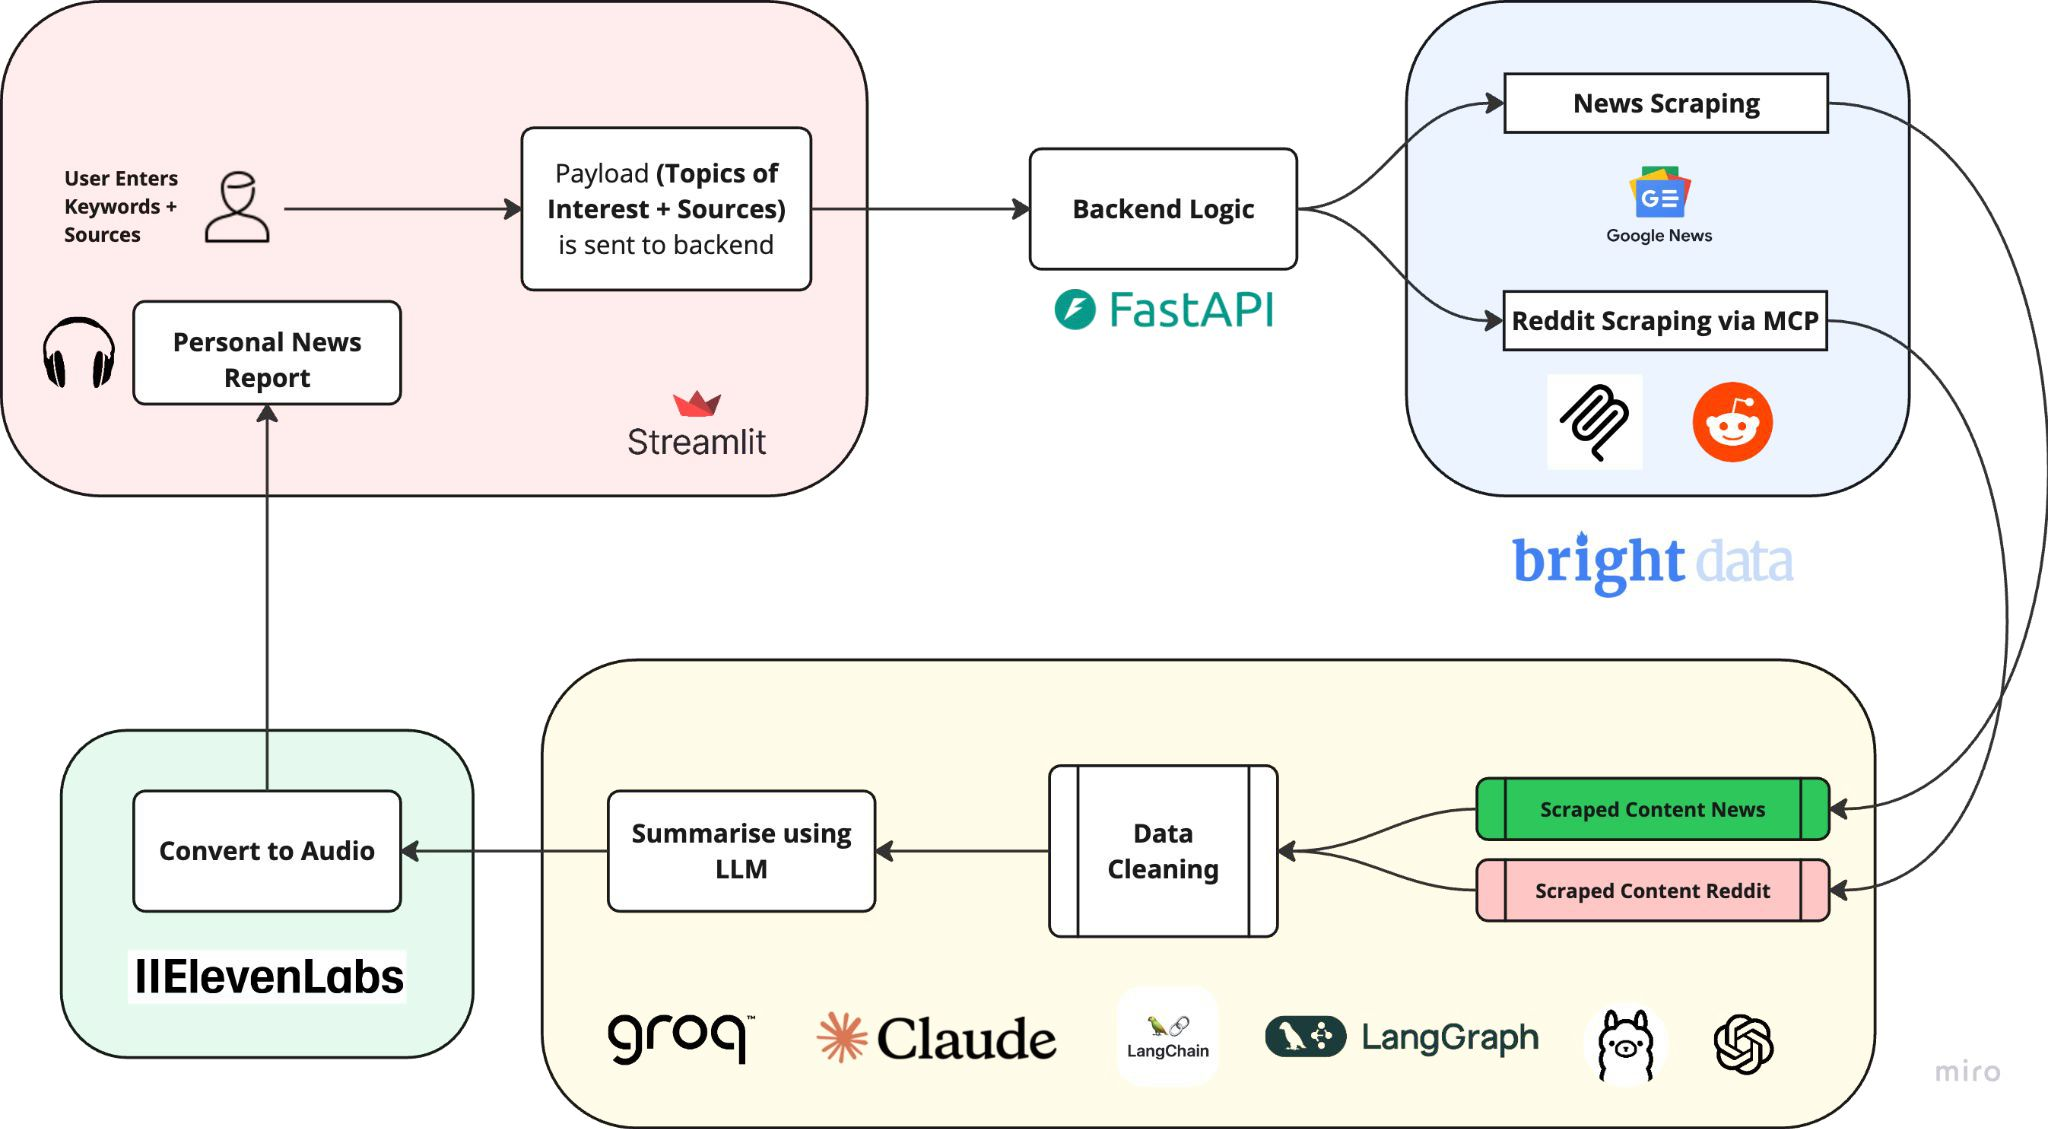 User Enters
Keywords +
Sources
Payload (Topics of
Interest + Sources)
is sent to backend
Personal News
Report
Streamlit
Backend Logic
FastAPI
News Scraping
GE
Google News
Reddit Scraping via MCP
bright data
Scraped Content News
Scraped Content Reddit
Data
Cleaning
Summarise using
LLM
Convert to Audio
IIElevenLabs
groq™
Claude
LangChain
LangGraph
miro